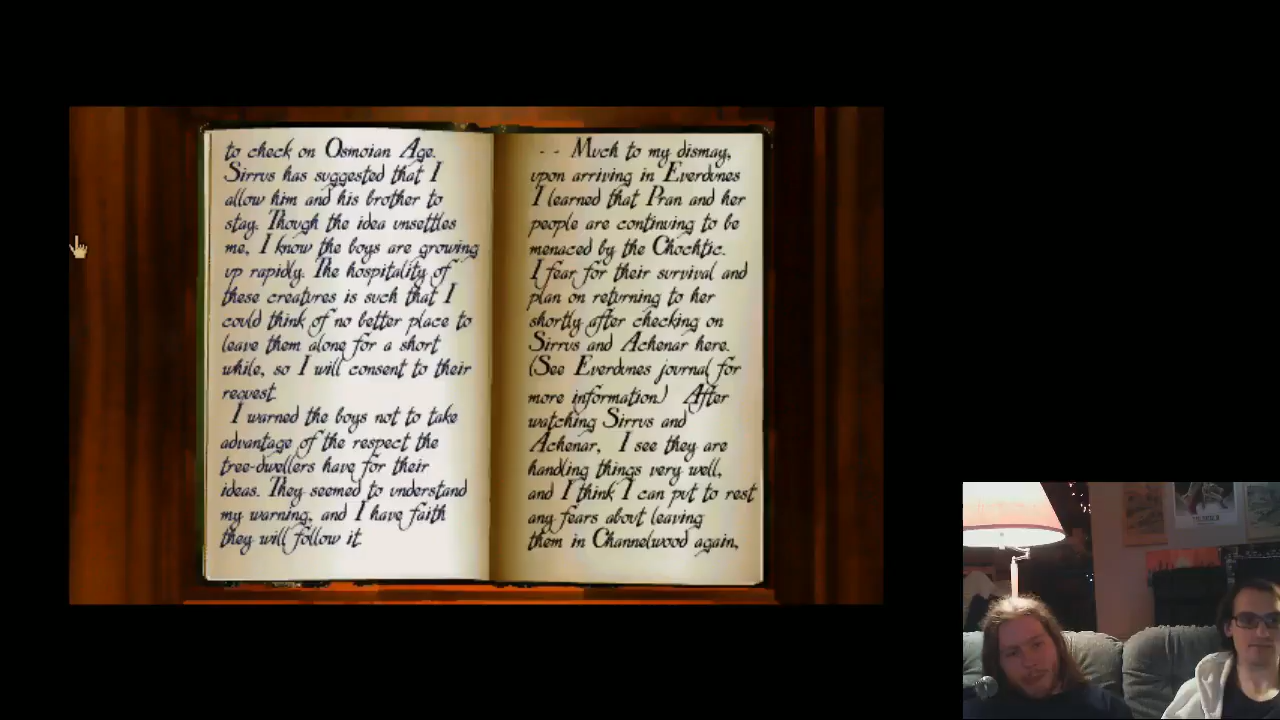 to check on Osmoian Age.
Sirrus has suggested that I
allow him and his brother to
stay. Though the idea unsettles
me, I know the boys are growing
up rapidly. The hospitality of
these creatures is such that I
could think of no better place to
leave them alone for a short
while, so I will consent to their
request.
I warned the boys not to take
advantage of the respect the
tree-dwellers have for their
ideas. They seemed to understand
my warning, and I have faith
they will follow it.
- - Much to my dismay,
upon arriving in Everdunes
I learned that Pran and her
people are continuing to be
menaced by the Chochtic.
I fear for their survival and
plan on returning to her
shortly after checking on
Sirrus and Achenar here.
(See Everdunes journal for
more information.) After
watching Sirrus and
Achenar, I see they are
handling things very well,
and I think I can put to rest
any fears about leaving
them in Channelwood again,